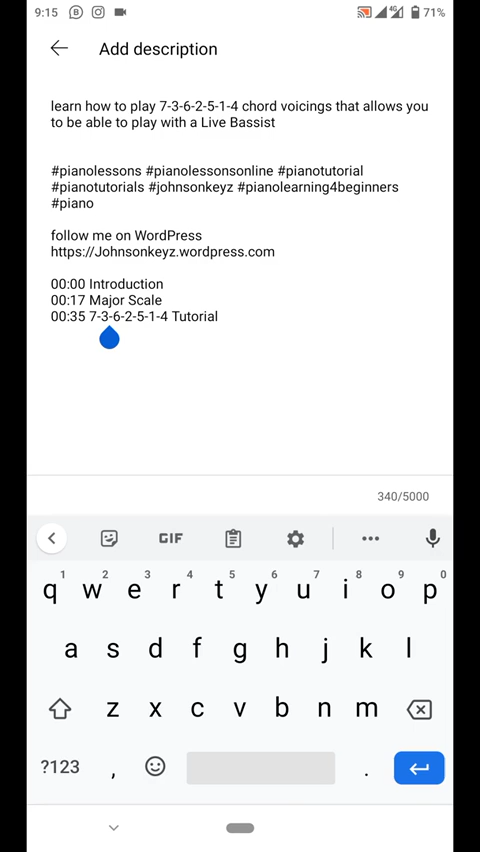 9:15
4G
71%
Add description
learn how to play 7-3-6-2-5-1-4 chord voicings that allows you
to be able to play with a Live Bassist
#pianolessons #pianolessonsonline #pianotutorial
#pianotutorials #johnsonkeyz #pianolearning4beginners
#piano
follow me on WordPress
https://Johnsonkeyz.wordpress.com
00:00 Introduction
00:17 Major Scale
00:35 7-3-6-2-5-1-4 Tutorial
340/5000
GIF
1 2 3 4 5 6 7 8 9 0
q w e r t y u i o p
a s d f g h j k l
z x c v b n m
?123 , .